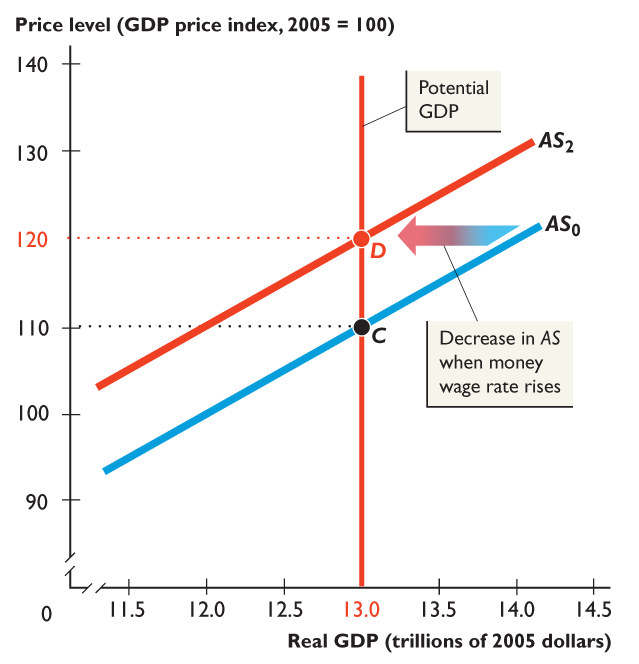 Price level (GDP price index, 2005 = 100)
140
Potential
GDP
130
AS2
AS0
120
D
110
C
Decrease in AS
when money
wage rate rises
100
90
0
11.5 12.0 12.5 13.0 13.5 14.0 14.5
Real GDP (trillions of 2005 dollars)